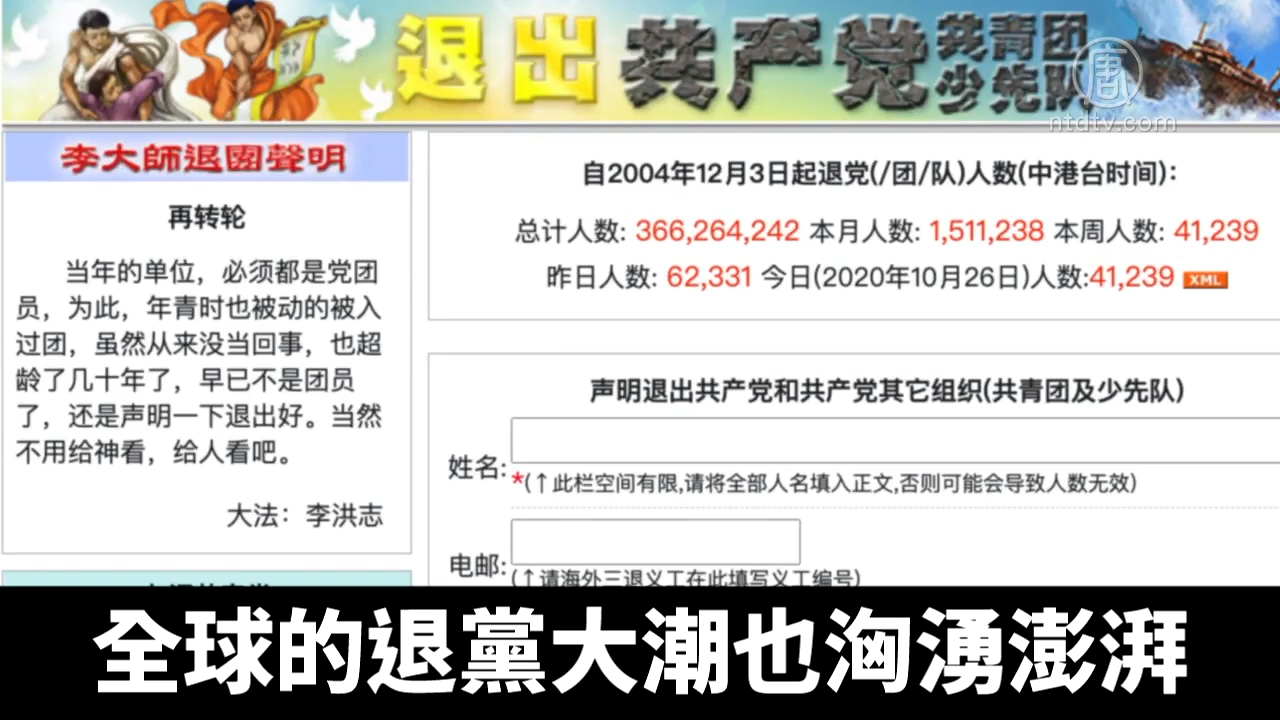 退出共产党共青团
少先队
唐
ntdtv.com
李大師退團聲明
再转轮
当年的单位，必须都是党团
员，为此，年青时也被动的被入
过团，虽然从来没当回事，也超
龄了几十年了，早已不是团员
了，还是声明一下退出好。当然
不用给神看，给人看吧。
大法：李洪志
自2004年12月3日起退党(/团/队)人数(中港台时间)：
总计人数: 366,264,242 本月人数: 1,511,238 本周人数: 41,239
昨日人数: 62,331 今日(2020年10月26日)人数:41,239 XML
声明退出共产党和共产党其它组织(共青团及少先队)
姓名:
*(↑此栏空间有限,请将全部人名填入正文,否则可能会导致人数无效)
电邮:
(↑请海外三退义工在此填写义工编号)
全球的退黨大潮也洶湧澎湃